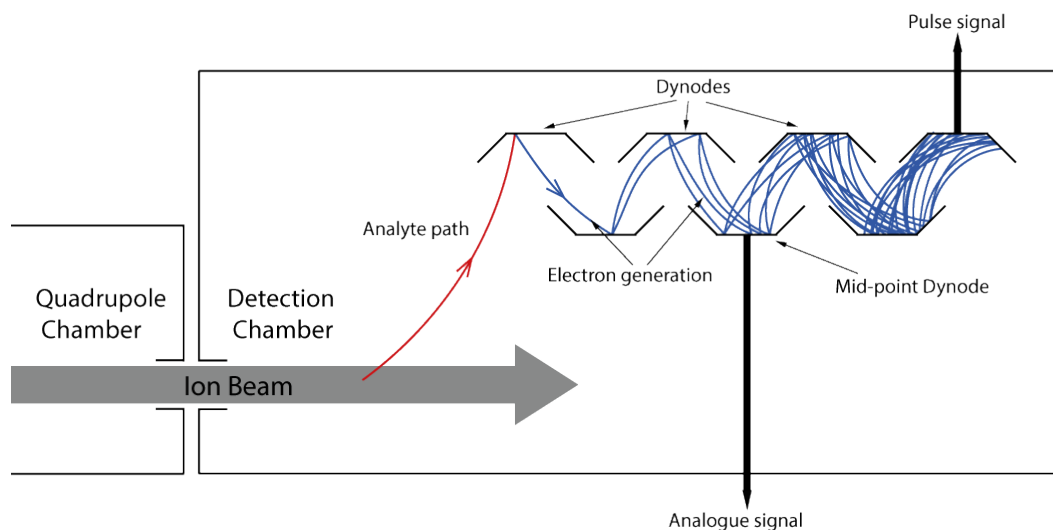 Pulse signal
Dynodes
Analyte path
Electron generation
Mid-point Dynode
Quadrupole
Chamber
Detection
Chamber
Ion Beam
Analogue signal